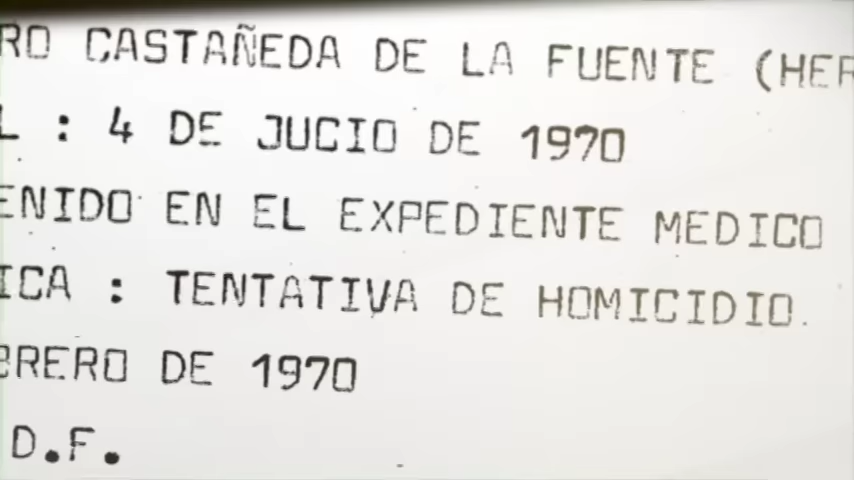 RO CASTAÑEDA DE LA FUENTE (HER
L : 4 DE JUCIO DE 1970
ENIDO EN EL EXPEDIENTE MEDICO
ICA : TENTATIVA DE HOMICIDIO.
BRERO DE 1970
D.F.